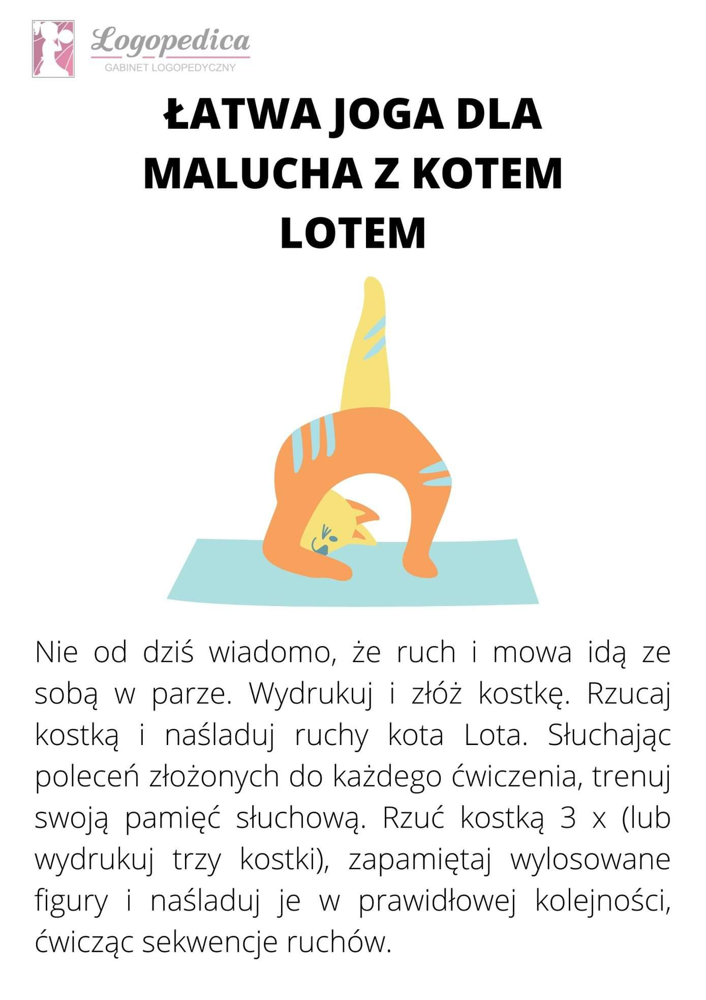 Logopedica
GABINET LOGOPEDYCZNY
ŁATWA JOGA DLA
MALUCHA Z KOTEM
LOTEM
Nie od dziś wiadomo, że ruch i mowa idą ze
sobą w parze. Wydrukuj i złóż kostkę. Rzucaj
kostką i naśladuj ruchy kota Lota. Słuchając
poleceń złożonych do każdego ćwiczenia, trenuj
swoją pamięć słuchową. Rzuć kostką 3 x (lub
wydrukuj trzy kostki), zapamiętaj wylosowane
figury i naśladuj je w prawidłowej kolejności,
ćwicząc sekwencje ruchów.